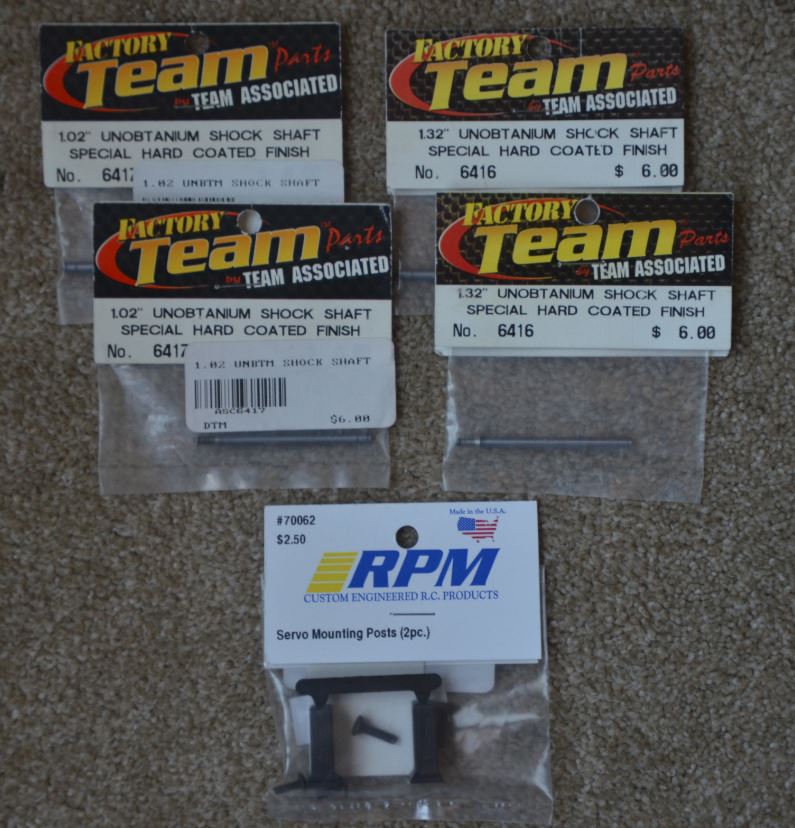 FACTORY
Team™ Parts
by TEAM ASSOCIATED
1.02" UNOBTANIUM SHOCK SHAFT
SPECIAL HARD COATED FINISH
No. 6417
1.02 UNBTM SHOCK SHAFT
FACTORY
Team™ Parts
by TEAM ASSOCIATED
1.32" UNOBTANIUM SHOCK SHAFT
SPECIAL HARD COATED FINISH
No. 6416 $ 6.00
FACTORY
Team™ Parts
by TEAM ASSOCIATED
1.02" UNOBTANIUM SHOCK SHAFT
SPECIAL HARD COATED FINISH
No. 6417
1.02 UNBTM SHOCK SHAFT
ASC6417
DTM $6.00
FACTORY
Team™ Parts
by TEAM ASSOCIATED
1.32" UNOBTANIUM SHOCK SHAFT
SPECIAL HARD COATED FINISH
No. 6416 $ 6.00
#70062
$2.50
Made in the U.S.A.
RPM
CUSTOM ENGINEERED R.C. PRODUCTS
Servo Mounting Posts (2pc.)